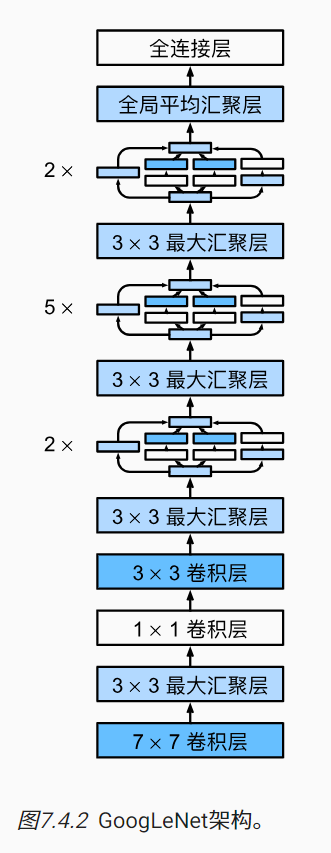 全连接层
全局平均汇聚层
2 ×
3 × 3 最大汇聚层
5 ×
3 × 3 最大汇聚层
2 ×
3 × 3 最大汇聚层
3 × 3 卷积层
1 × 1 卷积层
3 × 3 最大汇聚层
7 × 7 卷积层
图7.4.2 GoogLeNet架构。